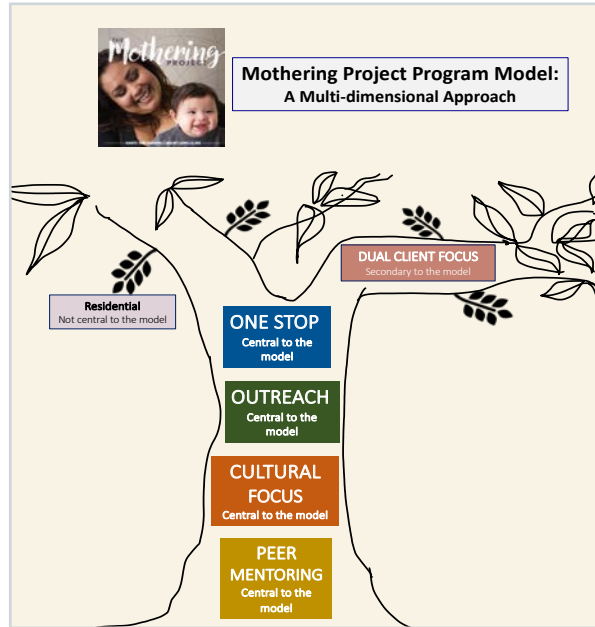 THE
Mothering
PROJECT
Mothering Project Program Model:
A Multi-dimensional Approach
DUAL CLIENT FOCUS
Secondary to the model
Residential
Not central to the model
ONE STOP
Central to the
model
OUTREACH
Central to the
model
CULTURAL
FOCUS
Central to the model
PEER
MENTORING
Central to the
model